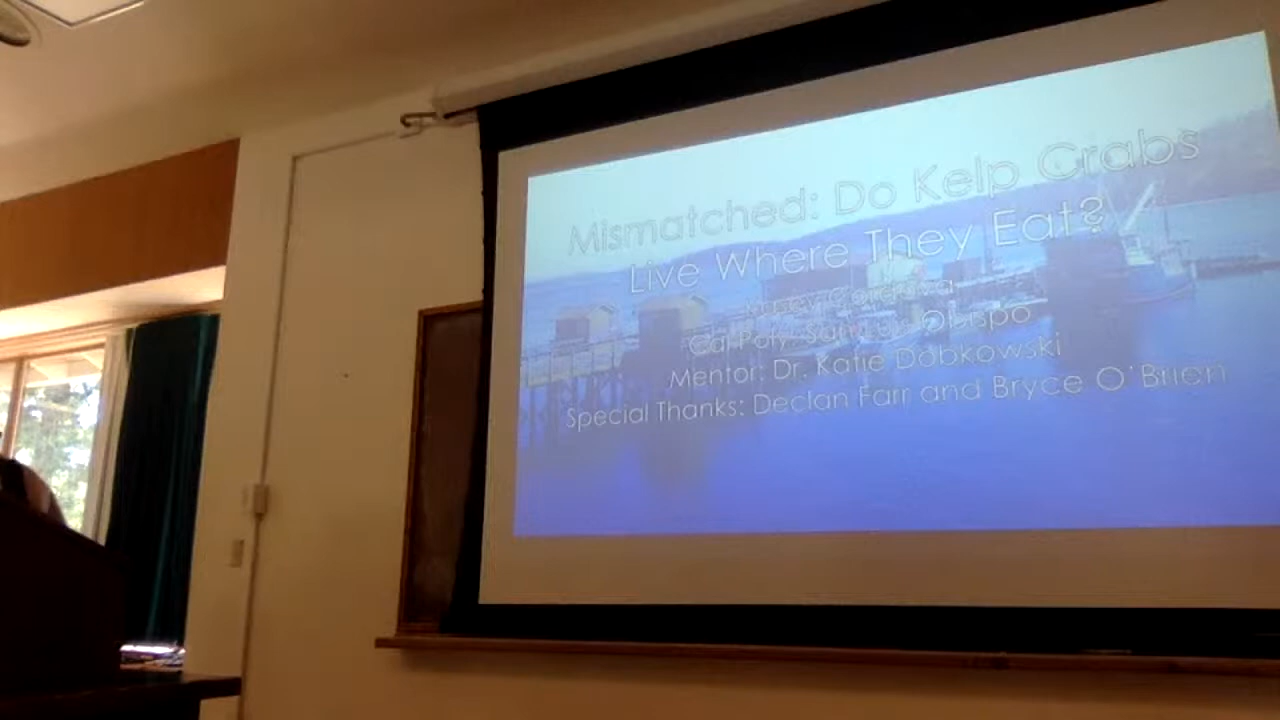 Mismatched: Do Kelp Crabs
Live Where They Eat?
Cal Poly: San Luis Obispo
Mentor: Dr. Katie Dobkowski
Special Thanks: Declan Farr and Bryce O'Brien